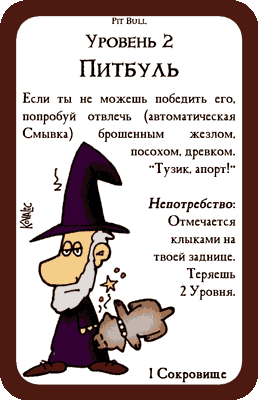 Pit Bull
Уровень 2
Питбуль
Если ты не можешь победить его,
попробуй отвлечь (автоматическая
Смывка) брошенным жезлом,
посохом, древком.
"Тузик, апорт!"
Непотребство:
Отмечается
клыками на
твоей заднице.
Теряешь
2 Уровня.
Kovalic
1 Сокровище